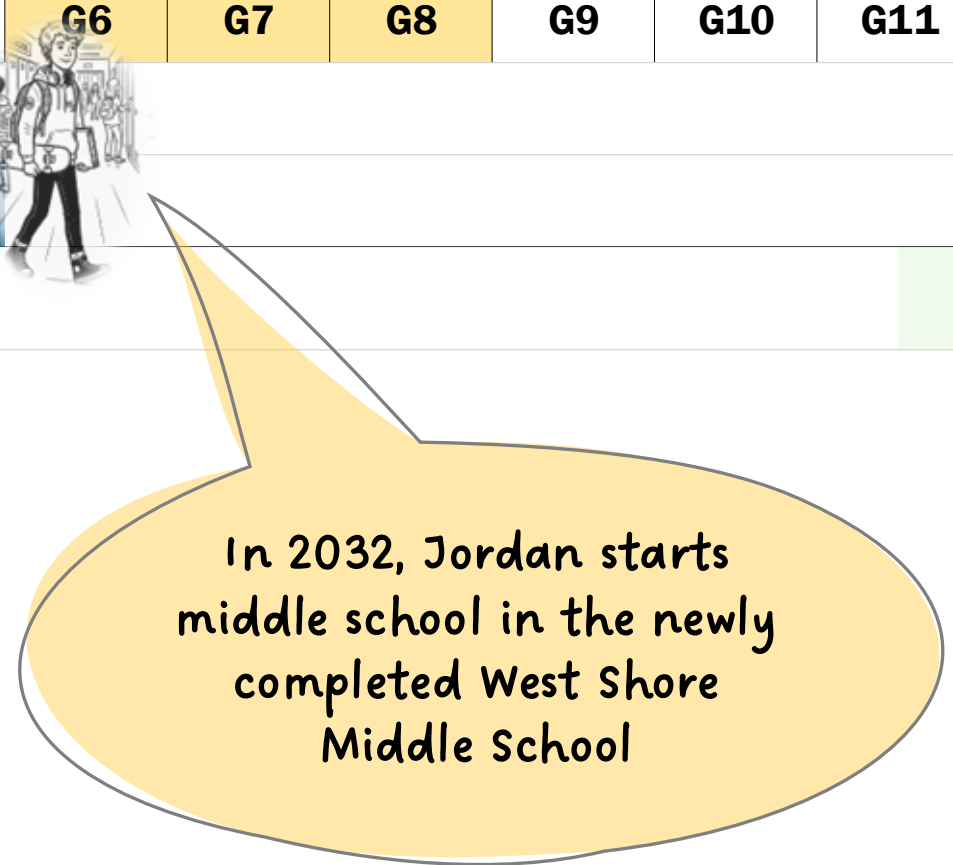 G6 G7 G8 G9 G10 G11
In 2032, Jordan starts
middle school in the newly
completed West Shore
Middle School